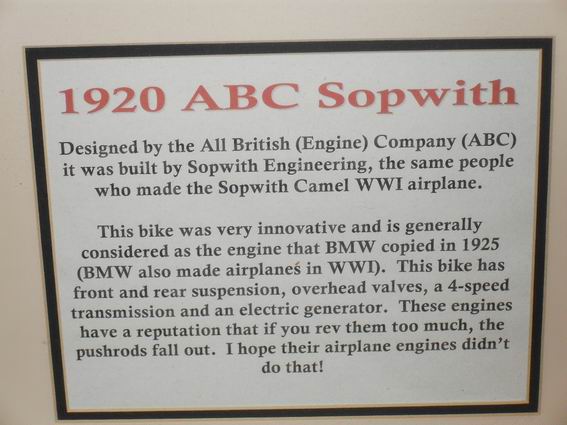 1920 ABC Sopwith
Designed by the All British (Engine) Company (ABC)
it was built by Sopwith Engineering, the same people
who made the Sopwith Camel WWI airplane.
This bike was very innovative and is generally
considered as the engine that BMW copied in 1925
(BMW also made airplanes in WWI).  This bike has
front and rear suspension, overhead valves, a 4-speed
transmission and an electric generator.  These engines
have a reputation that if you rev them too much, the
pushrods fall out.  I hope their airplane engines didn't
do that!